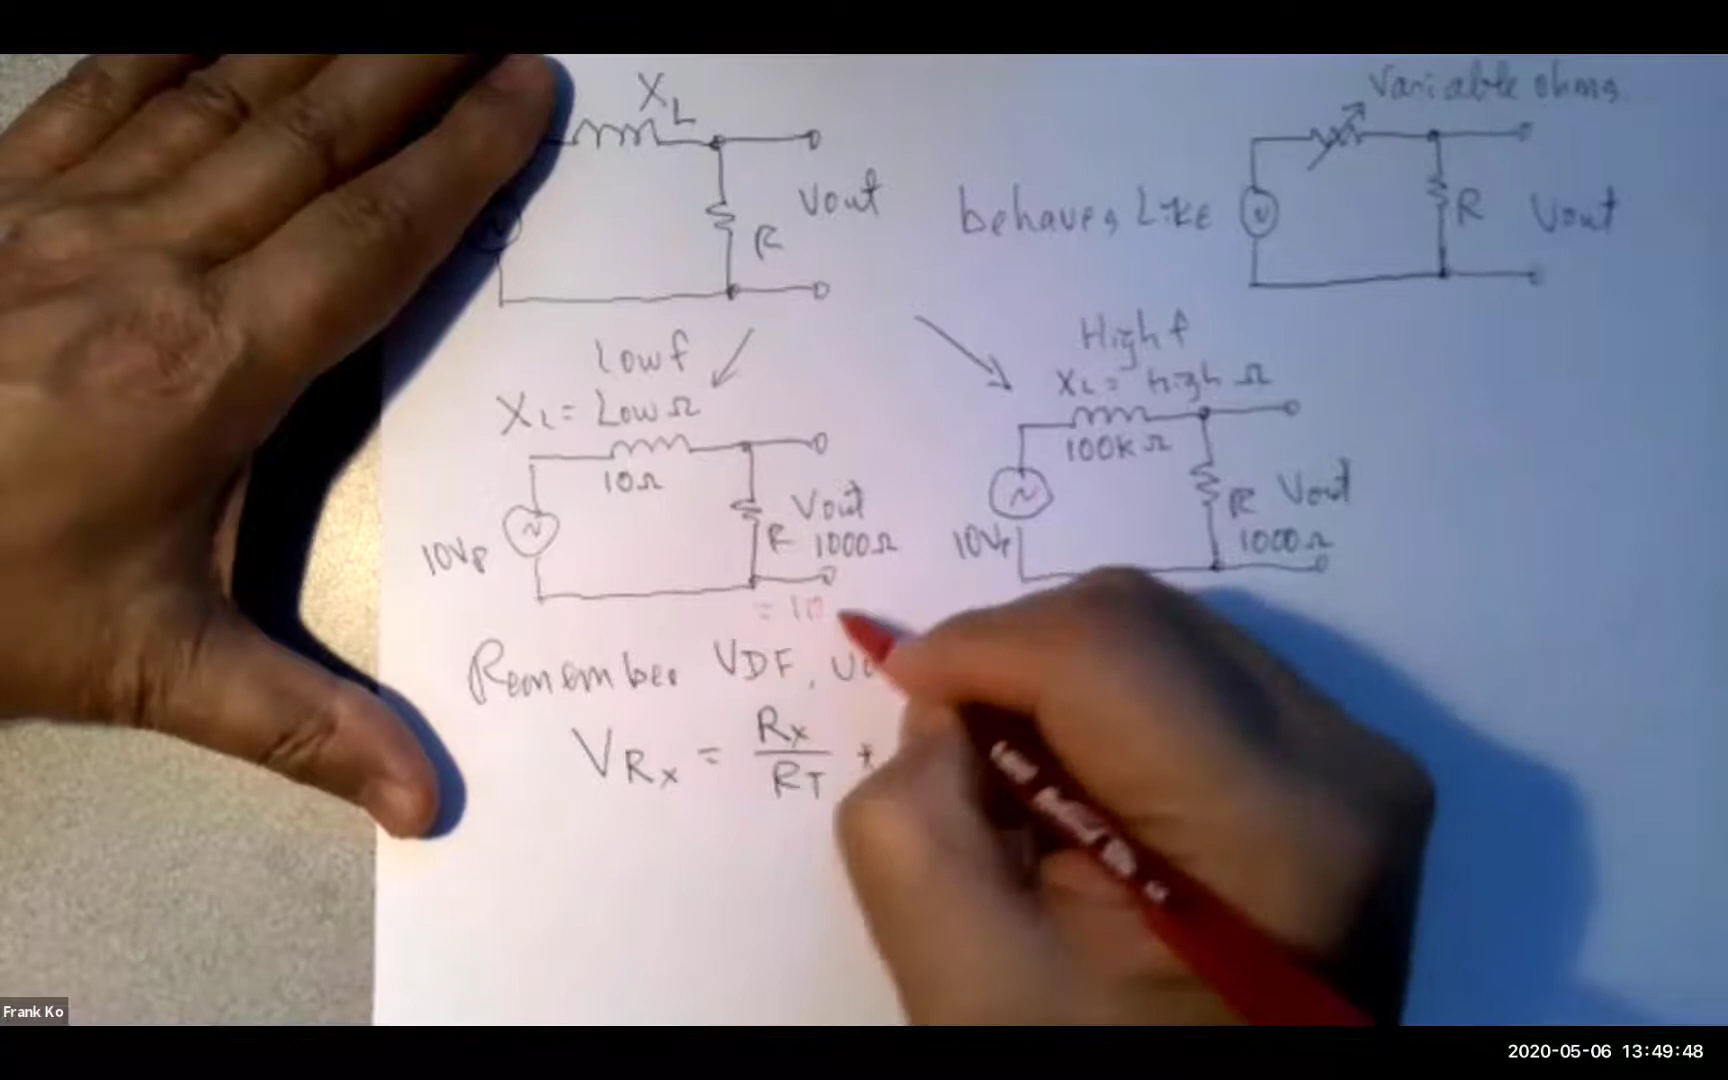 XL
Variable ohms
Vout
R
behaves Like
R
Vout
Low f
High f
XL = Low Ω
XL = high Ω
10Ω
100KΩ
Vout
R 1000Ω
10Vp
R Vout
1000Ω
10Vp
= 10
Remember VDF,
VRx = Rx / RT *
Frank Ko
2020-05-06 13:49:48